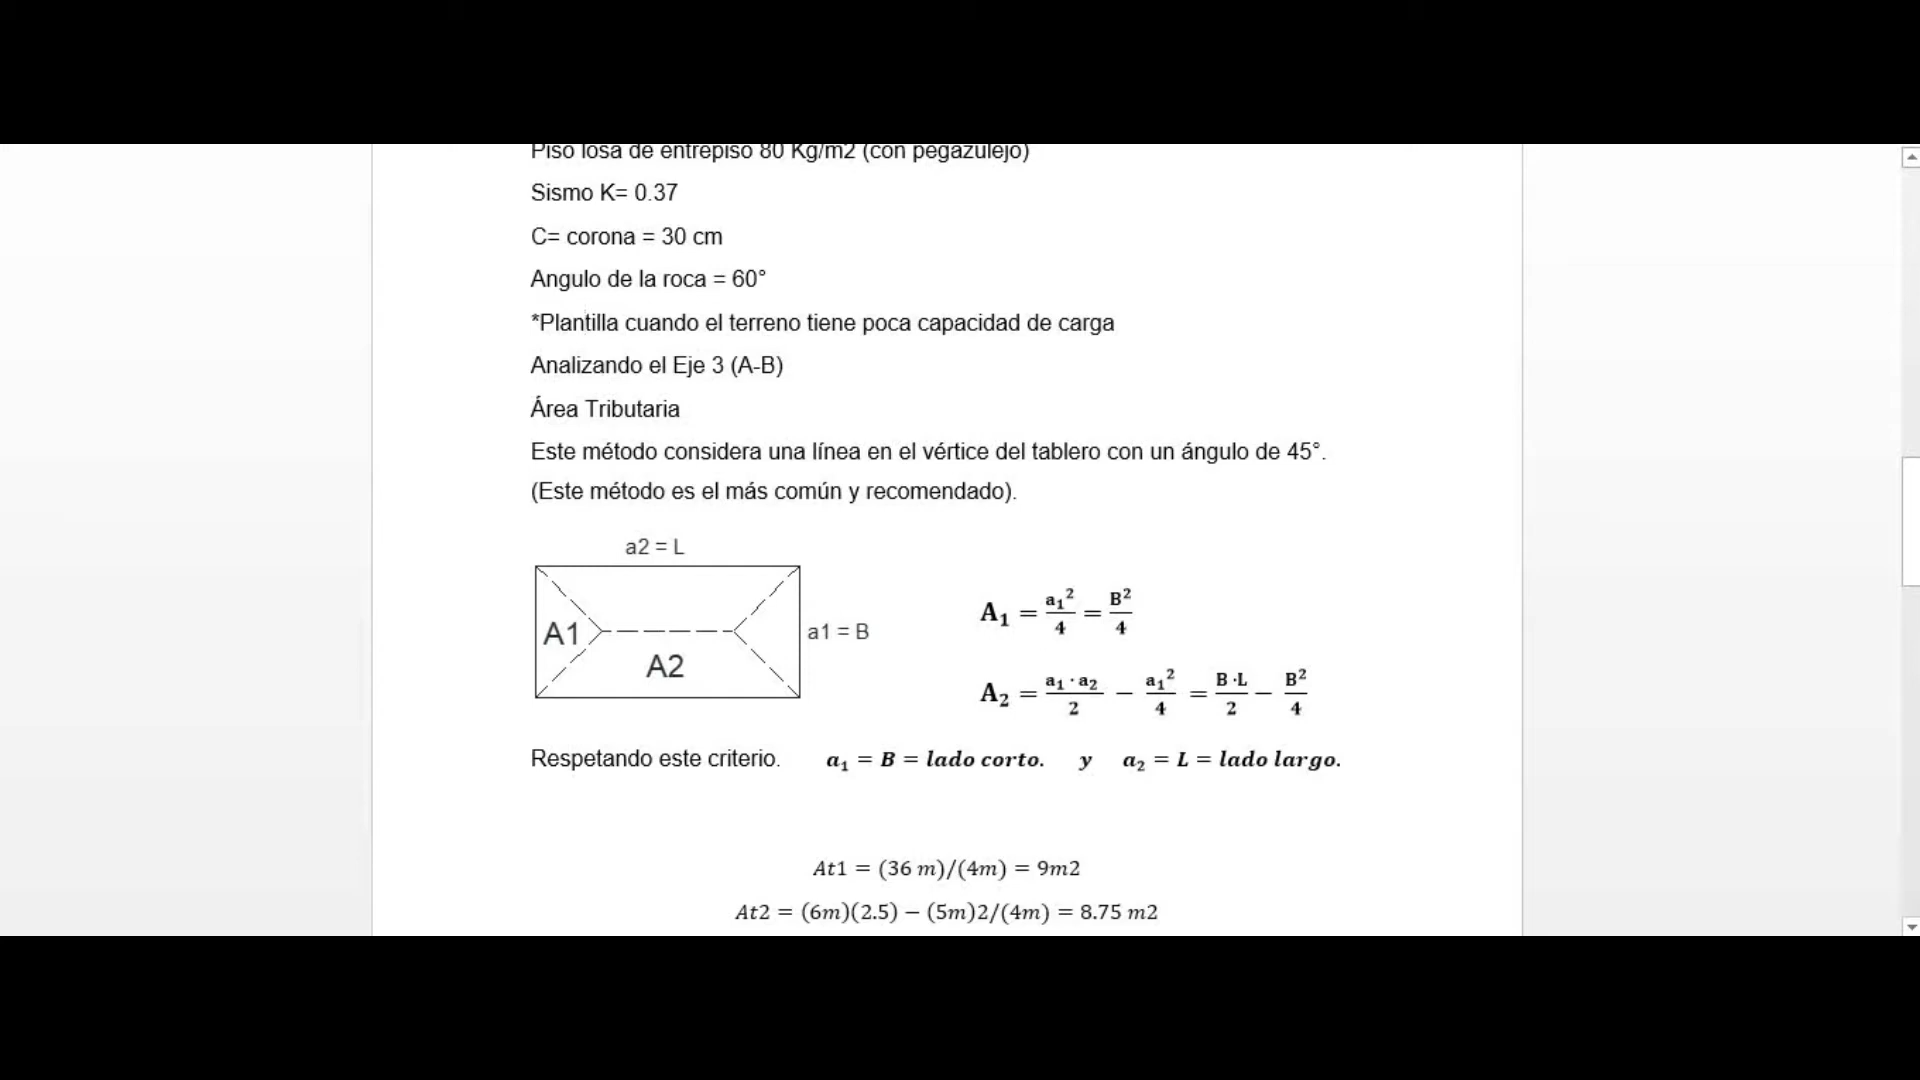 Piso losa de entrepiso 80 Kg/m2 (con pegazulejo)
Sismo K= 0.37
C= corona = 30 cm
Angulo de la roca = 60°
*Plantilla cuando el terreno tiene poca capacidad de carga
Analizando el Eje 3 (A-B)
Área Tributaria
Este método considera una línea en el vértice del tablero con un ángulo de 45°.
(Este método es el más común y recomendado).
a2 = L
A1
A2
a1 = B
A₁ = a₁²/4 = B²/4
A₂ = a₁·a₂/2 − a₁²/4 = B·L/2 − B²/4
Respetando este criterio. a₁ = B = lado corto. y a₂ = L = lado largo.
At1 = (36 m)/(4m) = 9m2
At2 = (6m)(2.5) − (5m)2/(4m) = 8.75 m2